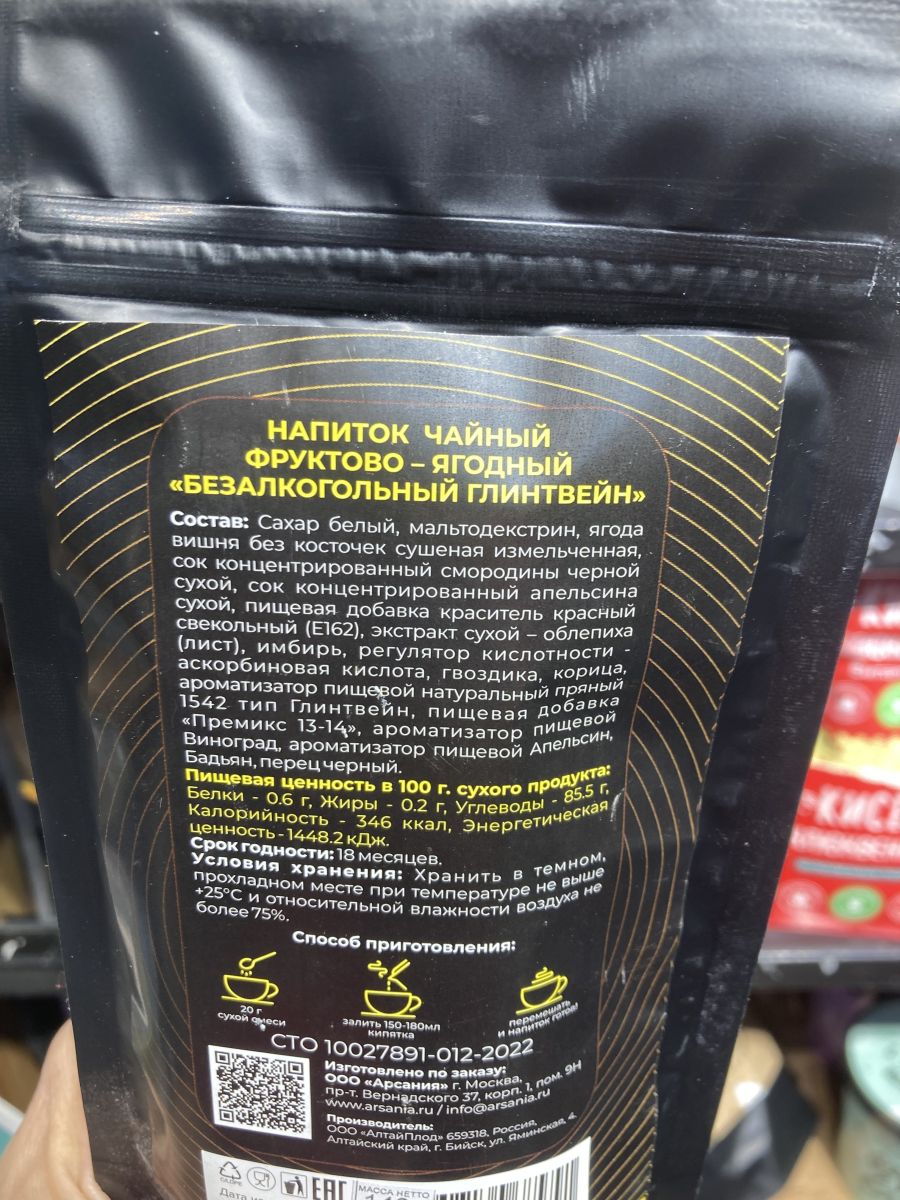 НАПИТОК ЧАЙНЫЙ
ФРУКТОВО – ЯГОДНЫЙ
«БЕЗАЛКОГОЛЬНЫЙ ГЛИНТВЕЙН»
Состав: Сахар белый, мальтодекстрин, ягода
вишня без косточек сушеная измельченная,
сок концентрированный смородины черной
сухой, сок концентрированный апельсина
сухой, пищевая добавка краситель красный
свекольный (Е162), экстракт сухой – облепиха
(лист), имбирь, регулятор кислотности -
аскорбиновая кислота, гвоздика, корица,
ароматизатор пищевой натуральный пряный
1542 тип Глинтвейн, пищевая добавка
«Премикс 13-14», ароматизатор пищевой
Виноград, ароматизатор пищевой Апельсин,
Бадьян, перец черный.
Пищевая ценность в 100 г. сухого продукта:
Белки - 0.6 г, Жиры - 0.2 г, Углеводы - 85.5 г,
Калорийность - 346 ккал, Энергетическая
ценность - 1448.2 кДж.
Срок годности: 18 месяцев.
Условия хранения: Хранить в темном,
прохладном месте при температуре не выше
+25°С и относительной влажности воздуха не
более 75%.
Способ приготовления:
20 г
сухой смеси
залить 150-180мл
кипятка
перемешать
и напиток готов!
СТО 10027891-012-2022
Изготовлено по заказу:
ООО «Арсания» г. Москва,
пр-т. Вернадского 37, корп. 1, пом. 9Н
www.arsania.ru / info@arsania.ru
Производитель:
ООО «АлтайПлод» 659318, Россия,
Алтайский край, г. Бийск, ул. Яминская, 4.
EAC
МАССА НЕТТО
Дата